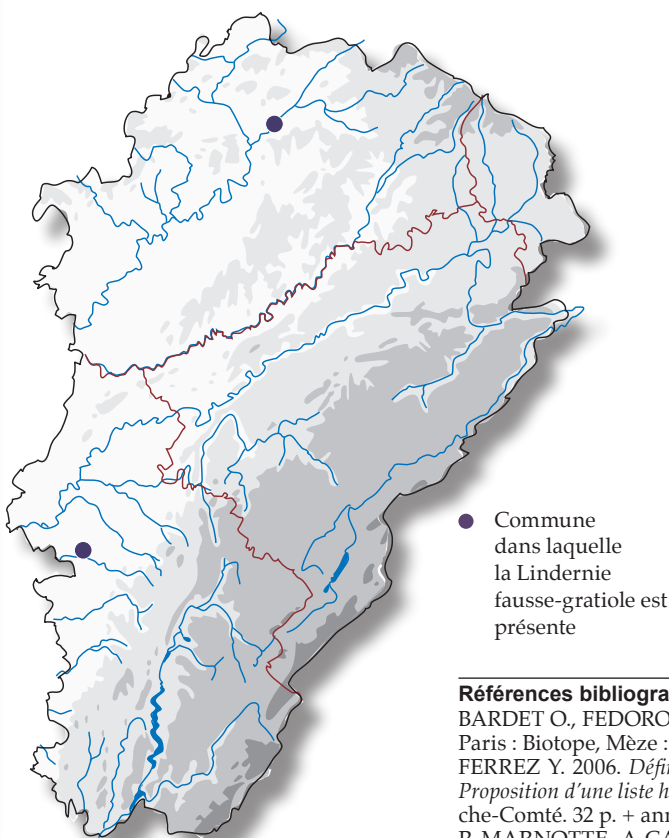 Commune
dans laquelle
la Lindernie
fausse-gratiole est
présente
Références bibliogra
BARDET O., FEDORO
Paris : Biotope, Mèze :
FERREZ Y. 2006. Défin
Proposition d'une liste h
che-Comté. 32 p. + ann